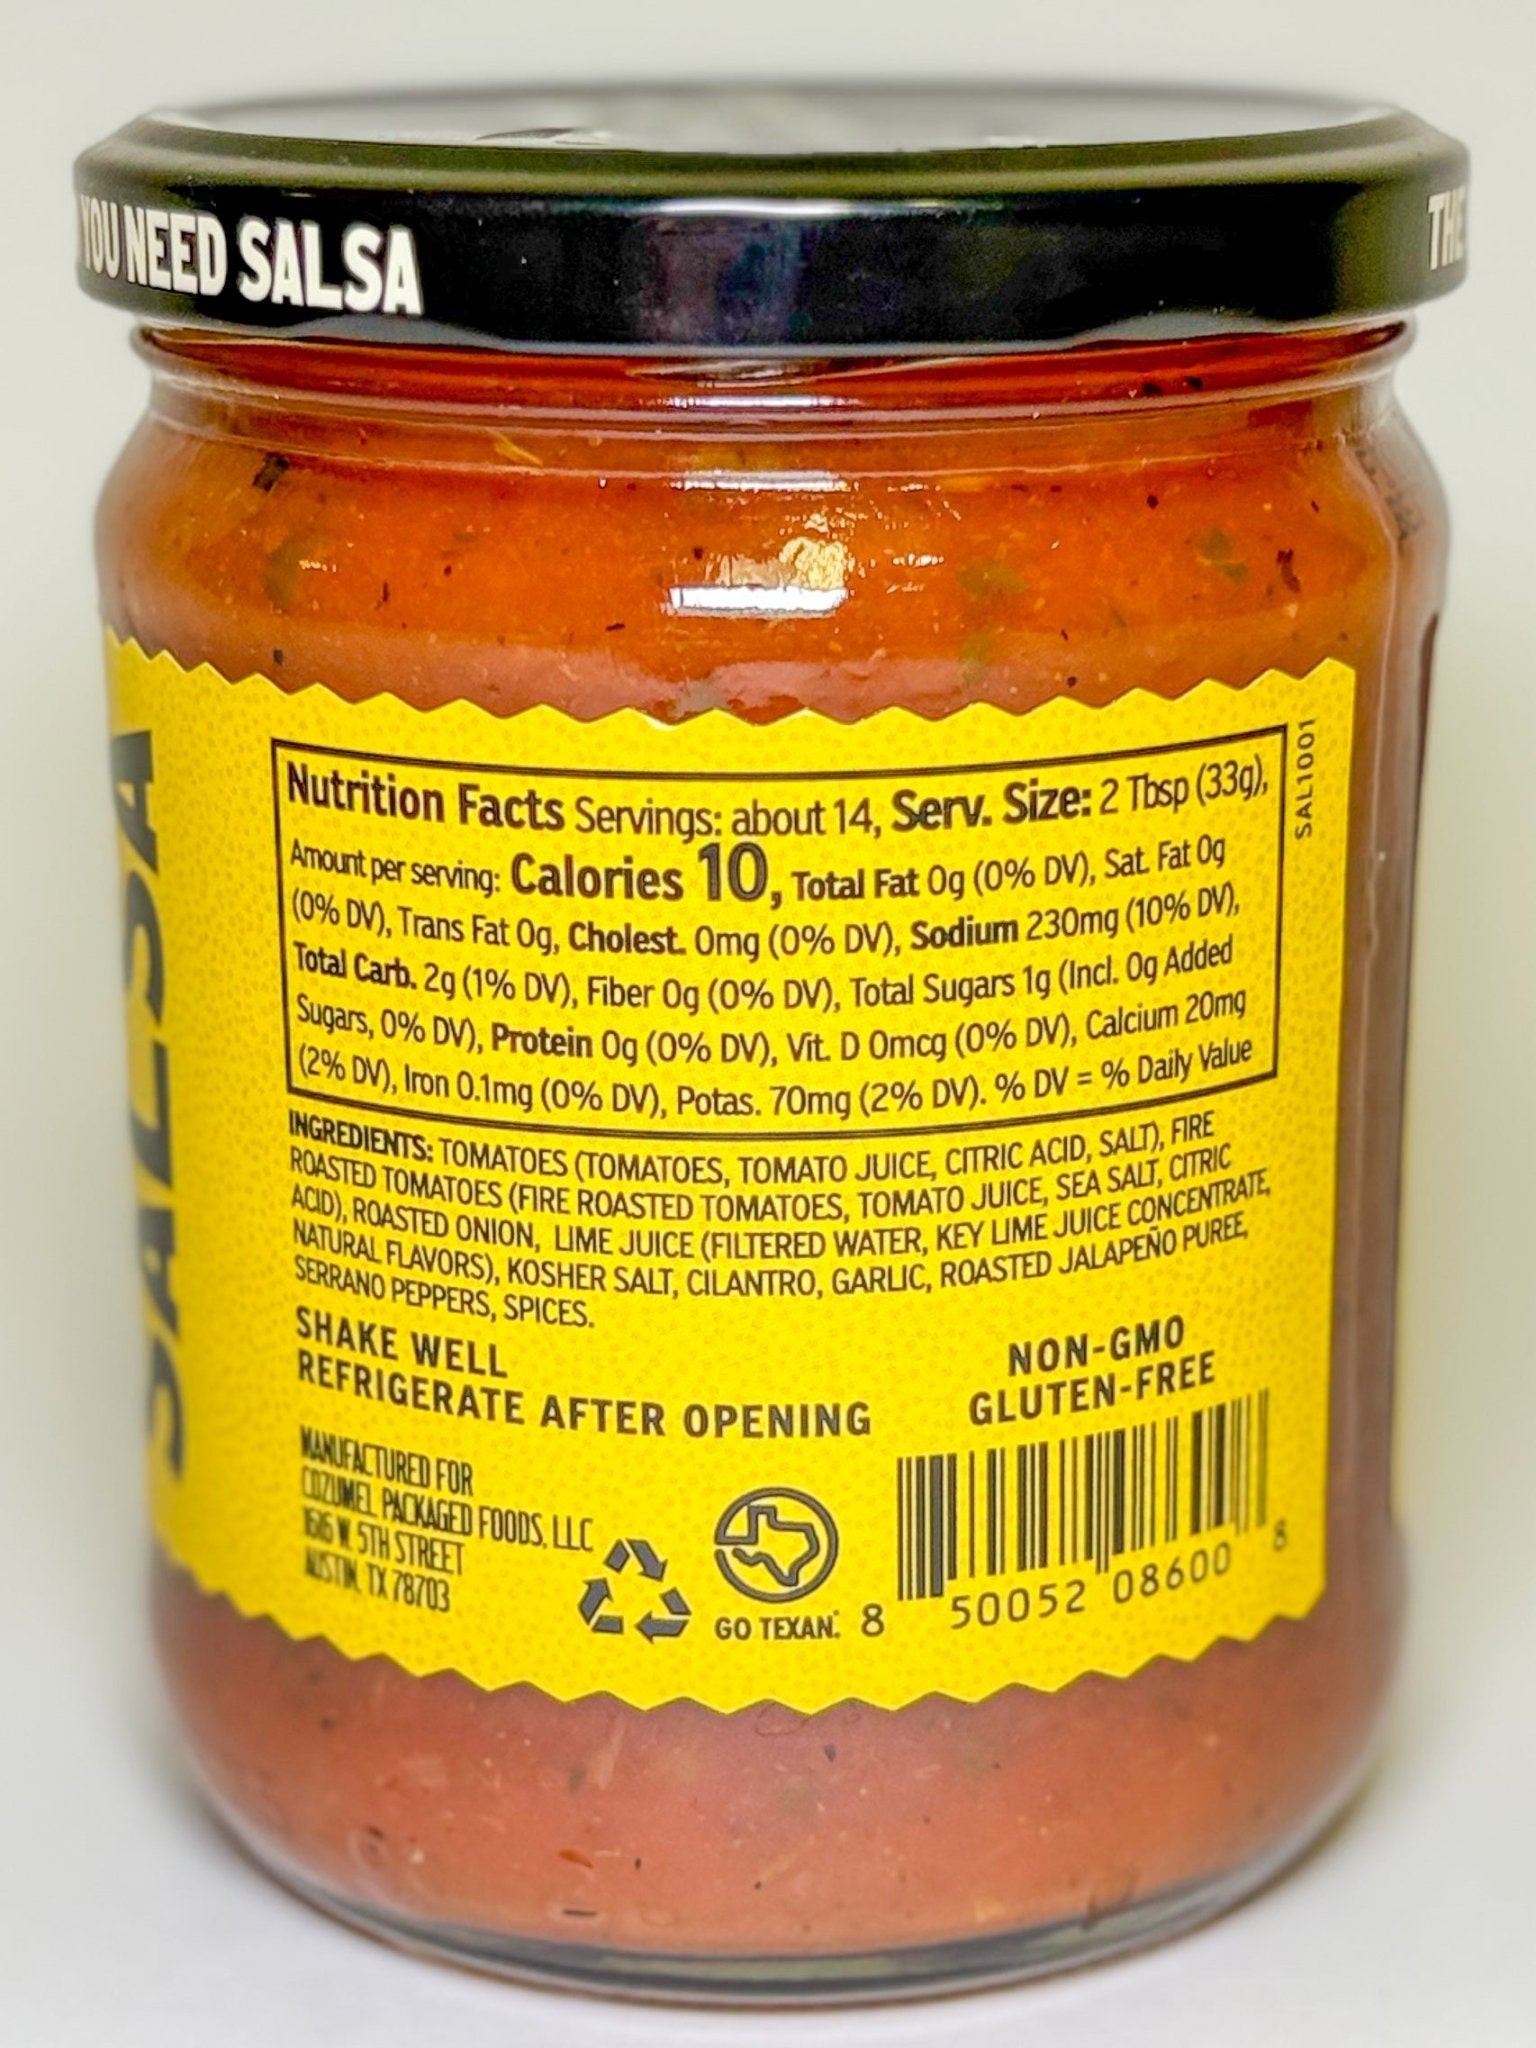 YOU NEED SALSA
THE
SALSA
SAL1001
Nutrition Facts Servings: about 14, Serv. Size: 2 Tbsp (33g),
Amount per serving: Calories 10, Total Fat 0g (0% DV), Sat. Fat 0g
(0% DV), Trans Fat 0g, Cholest. 0mg (0% DV), Sodium 230mg (10% DV),
Total Carb. 2g (1% DV), Fiber 0g (0% DV), Total Sugars 1g (Incl. 0g Added
Sugars, 0% DV), Protein 0g (0% DV), Vit. D 0mcg (0% DV), Calcium 20mg
(2% DV), Iron 0.1mg (0% DV), Potas. 70mg (2% DV). % DV = % Daily Value
INGREDIENTS: TOMATOES (TOMATOES, TOMATO JUICE, CITRIC ACID, SALT), FIRE
ROASTED TOMATOES (FIRE ROASTED TOMATOES, TOMATO JUICE, SEA SALT, CITRIC
ACID), ROASTED ONION, LIME JUICE (FILTERED WATER, KEY LIME JUICE CONCENTRATE,
NATURAL FLAVORS), KOSHER SALT, CILANTRO, GARLIC, ROASTED JALAPEÑO PUREE,
SERRANO PEPPERS, SPICES.
SHAKE WELL
REFRIGERATE AFTER OPENING
NON-GMO
GLUTEN-FREE
MANUFACTURED FOR
COZUMEL PACKAGED FOODS, LLC
W. 5TH STREET
AUSTIN, TX 78703
GO TEXAN.
8 50052 08600 8